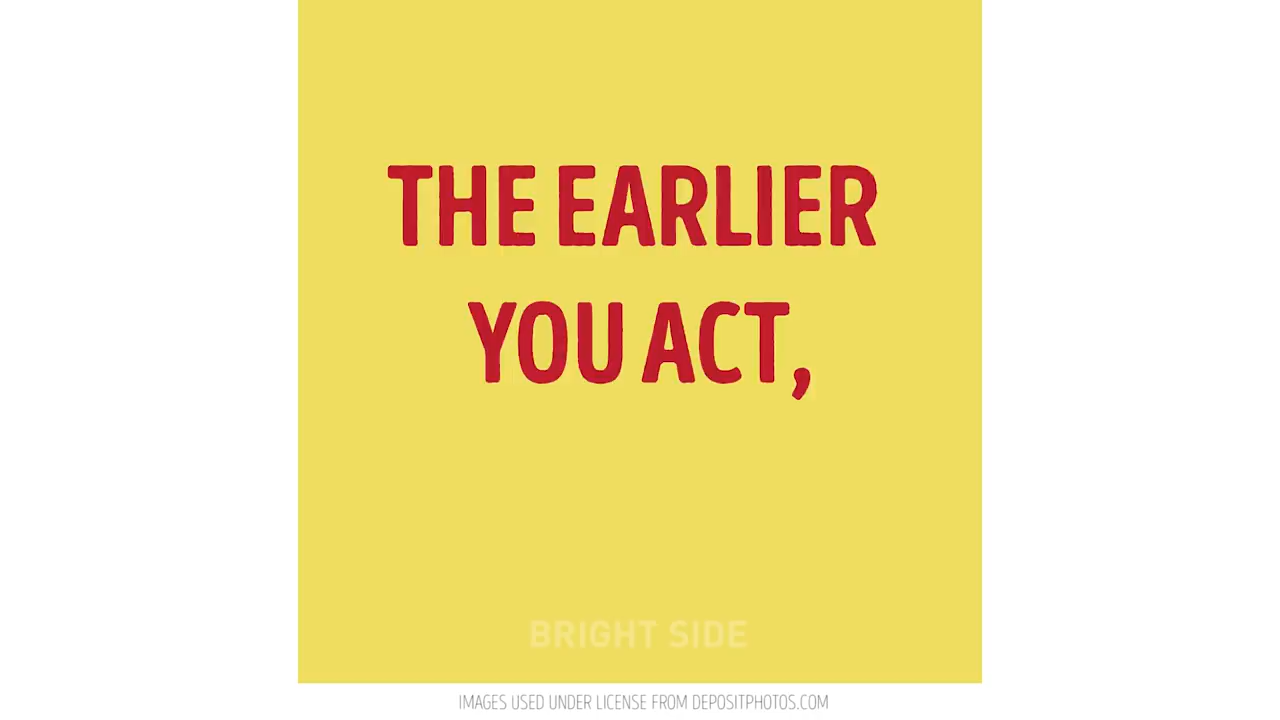 THE EARLIER
YOU ACT,
BRIGHT SIDE
IMAGES USED UNDER LICENSE FROM DEPOSITPHOTOS.COM